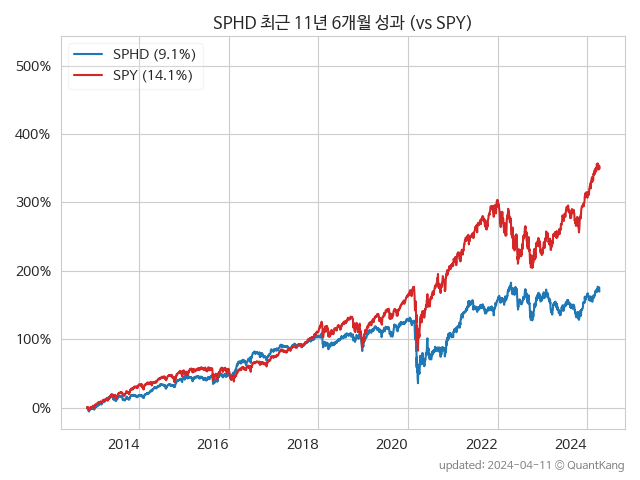 SPHD 최근 11년 6개월 성과 (vs SPY)
SPHD (9.1%)
SPY (14.1%)
500%
400%
300%
200%
100%
0%
2014 2016 2018 2020 2022 2024
updated: 2024-04-11 © QuantKang